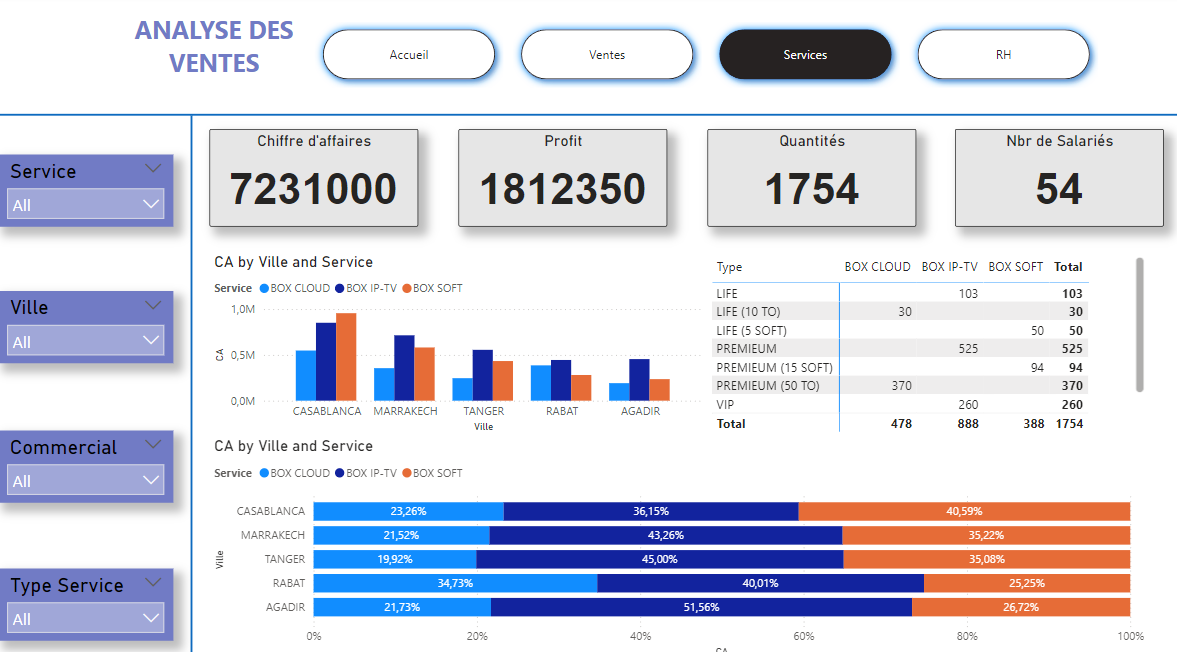 ANALYSE DES
VENTES
Accueil
Ventes
Services
RH
Service
All
Ville
All
Commercial
All
Type Service
All
Chiffre d'affaires
7231000
Profit
1812350
Quantités
1754
Nbr de Salariés
54
CA by Ville and Service
Service BOX CLOUD BOX IP-TV BOX SOFT
1,0M
0,5M
0,0M
CA
CASABLANCA MARRAKECH TANGER RABAT AGADIR
Ville
Type BOX CLOUD BOX IP-TV BOX SOFT Total
LIFE 103 103
LIFE (10 TO) 30 30
LIFE (5 SOFT) 50 50
PREMIEUM 525 525
PREMIEUM (15 SOFT) 94 94
PREMIEUM (50 TO) 370 370
VIP 260 260
Total 478 888 388 1754
CA by Ville and Service
Service BOX CLOUD BOX IP-TV BOX SOFT
Ville
CASABLANCA 23,26% 36,15% 40,59%
MARRAKECH 21,52% 43,26% 35,22%
TANGER 19,92% 45,00% 35,08%
RABAT 34,73% 40,01% 25,25%
AGADIR 21,73% 51,56% 26,72%
0% 20% 40% 60% 80% 100%
CA